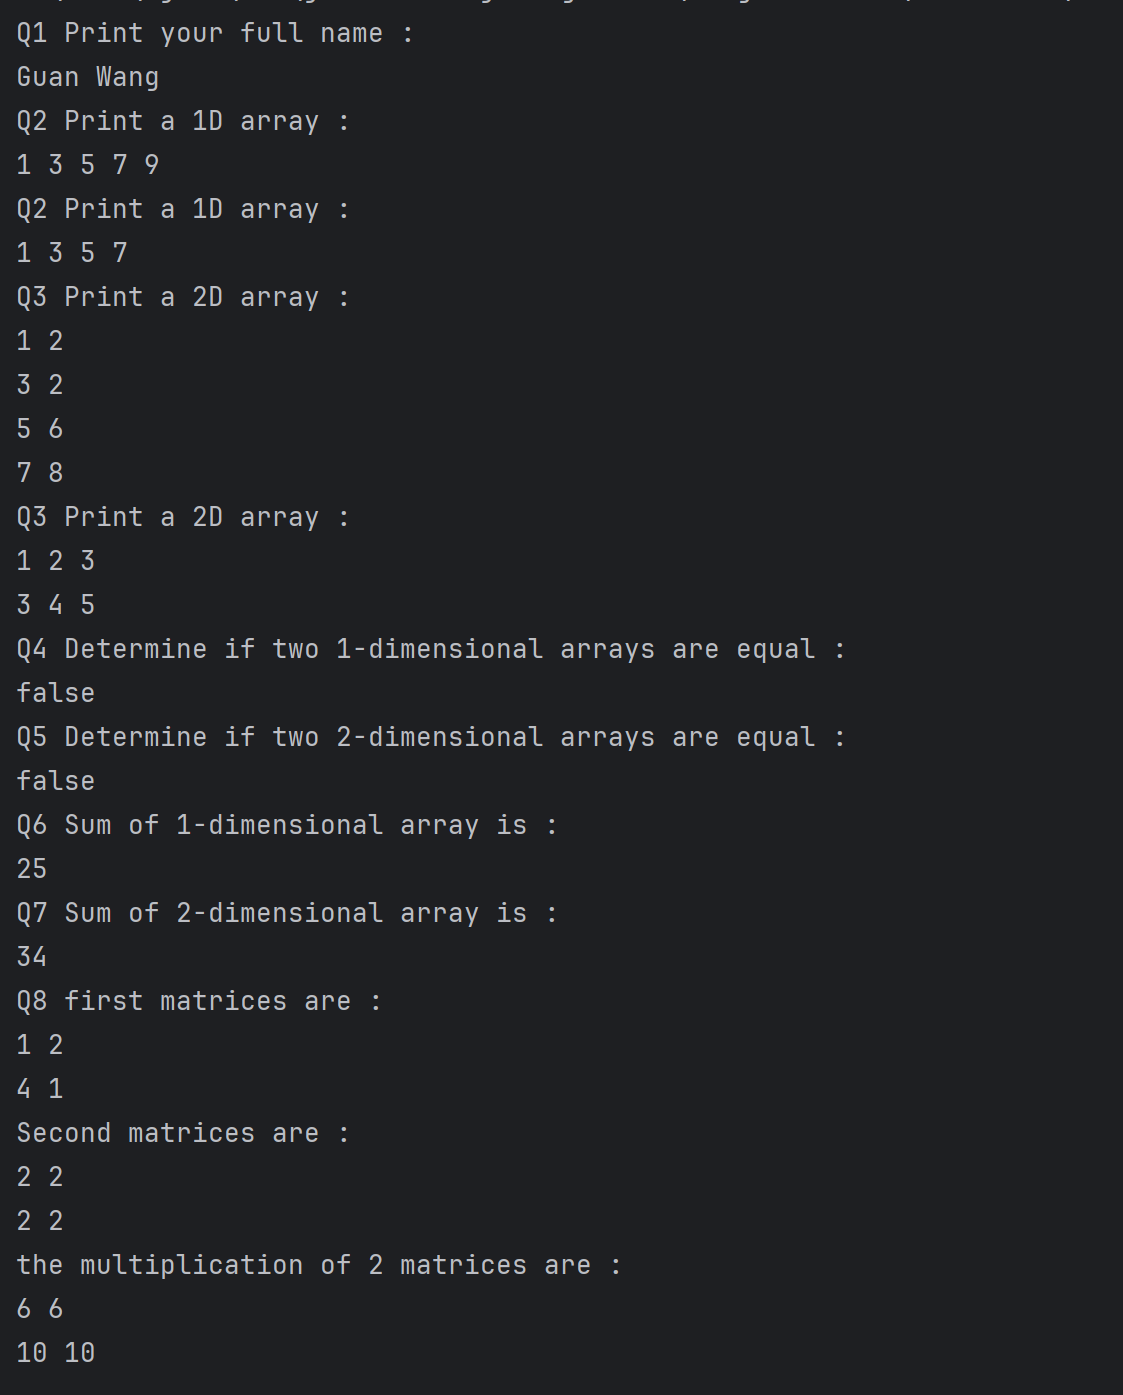 Q1 Print your full name :
Guan Wang
Q2 Print a 1D array :
1 3 5 7 9
Q2 Print a 1D array :
1 3 5 7
Q3 Print a 2D array :
1 2
3 2
5 6
7 8
Q3 Print a 2D array :
1 2 3
3 4 5
Q4 Determine if two 1-dimensional arrays are equal :
false
Q5 Determine if two 2-dimensional arrays are equal :
false
Q6 Sum of 1-dimensional array is :
25
Q7 Sum of 2-dimensional array is :
34
Q8 first matrices are :
1 2
4 1
Second matrices are :
2 2
2 2
the multiplication of 2 matrices are :
6 6
10 10